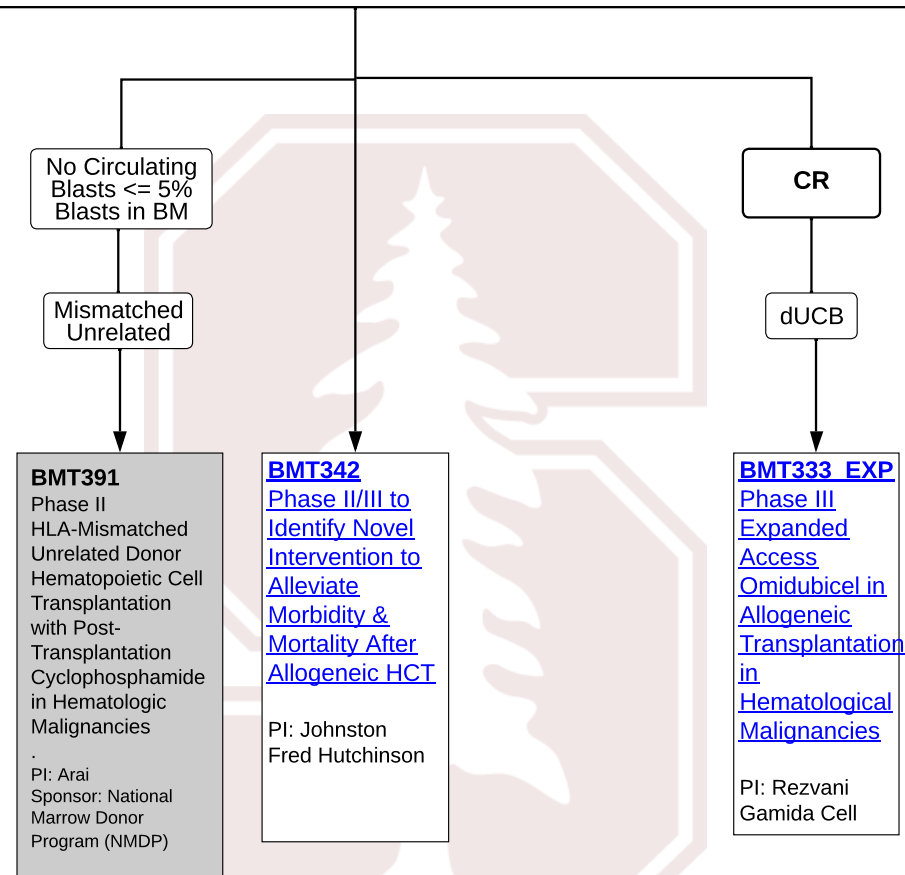 No Circulating
Blasts <= 5%
Blasts in BM
CR
Mismatched
Unrelated
dUCB
BMT391
Phase II
HLA-Mismatched
Unrelated Donor
Hematopoietic Cell
Transplantation
with Post-
Transplantation
Cyclophosphamide
in Hematologic
Malignancies
.
PI: Arai
Sponsor: National
Marrow Donor
Program (NMDP)
BMT342
Phase II/III to
Identify Novel
Intervention to
Alleviate
Morbidity &
Mortality After
Allogeneic HCT
PI: Johnston
Fred Hutchinson
BMT333_EXP
Phase III
Expanded
Access
Omidubicel in
Allogeneic
Transplantation
in
Hematological
Malignancies
PI: Rezvani
Gamida Cell